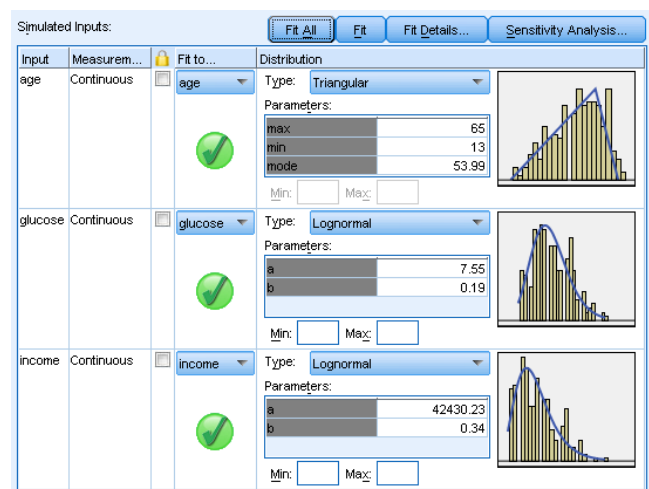 Simulated Inputs:
Fit All
Fit
Fit Details...
Sensitivity Analysis...
Input Measurem... Fit to... Distribution
age Continuous age Type: Triangular
Parameters:
max 65
min 13
mode 53.99
Min: Max:
glucose Continuous glucose Type: Lognormal
Parameters:
a 7.55
b 0.19
Min: Max:
income Continuous income Type: Lognormal
Parameters:
a 42430.23
b 0.34
Min: Max: